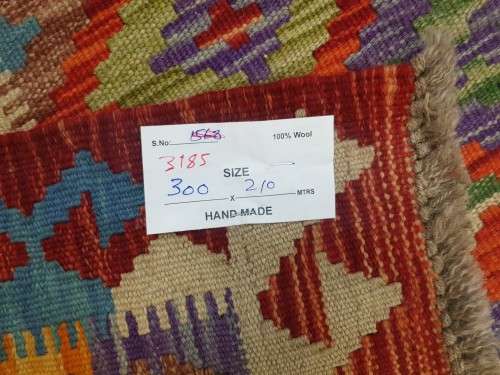 S.No: 1568 100% Wool
3185
SIZE
300 X 210 MTRS
HAND MADE